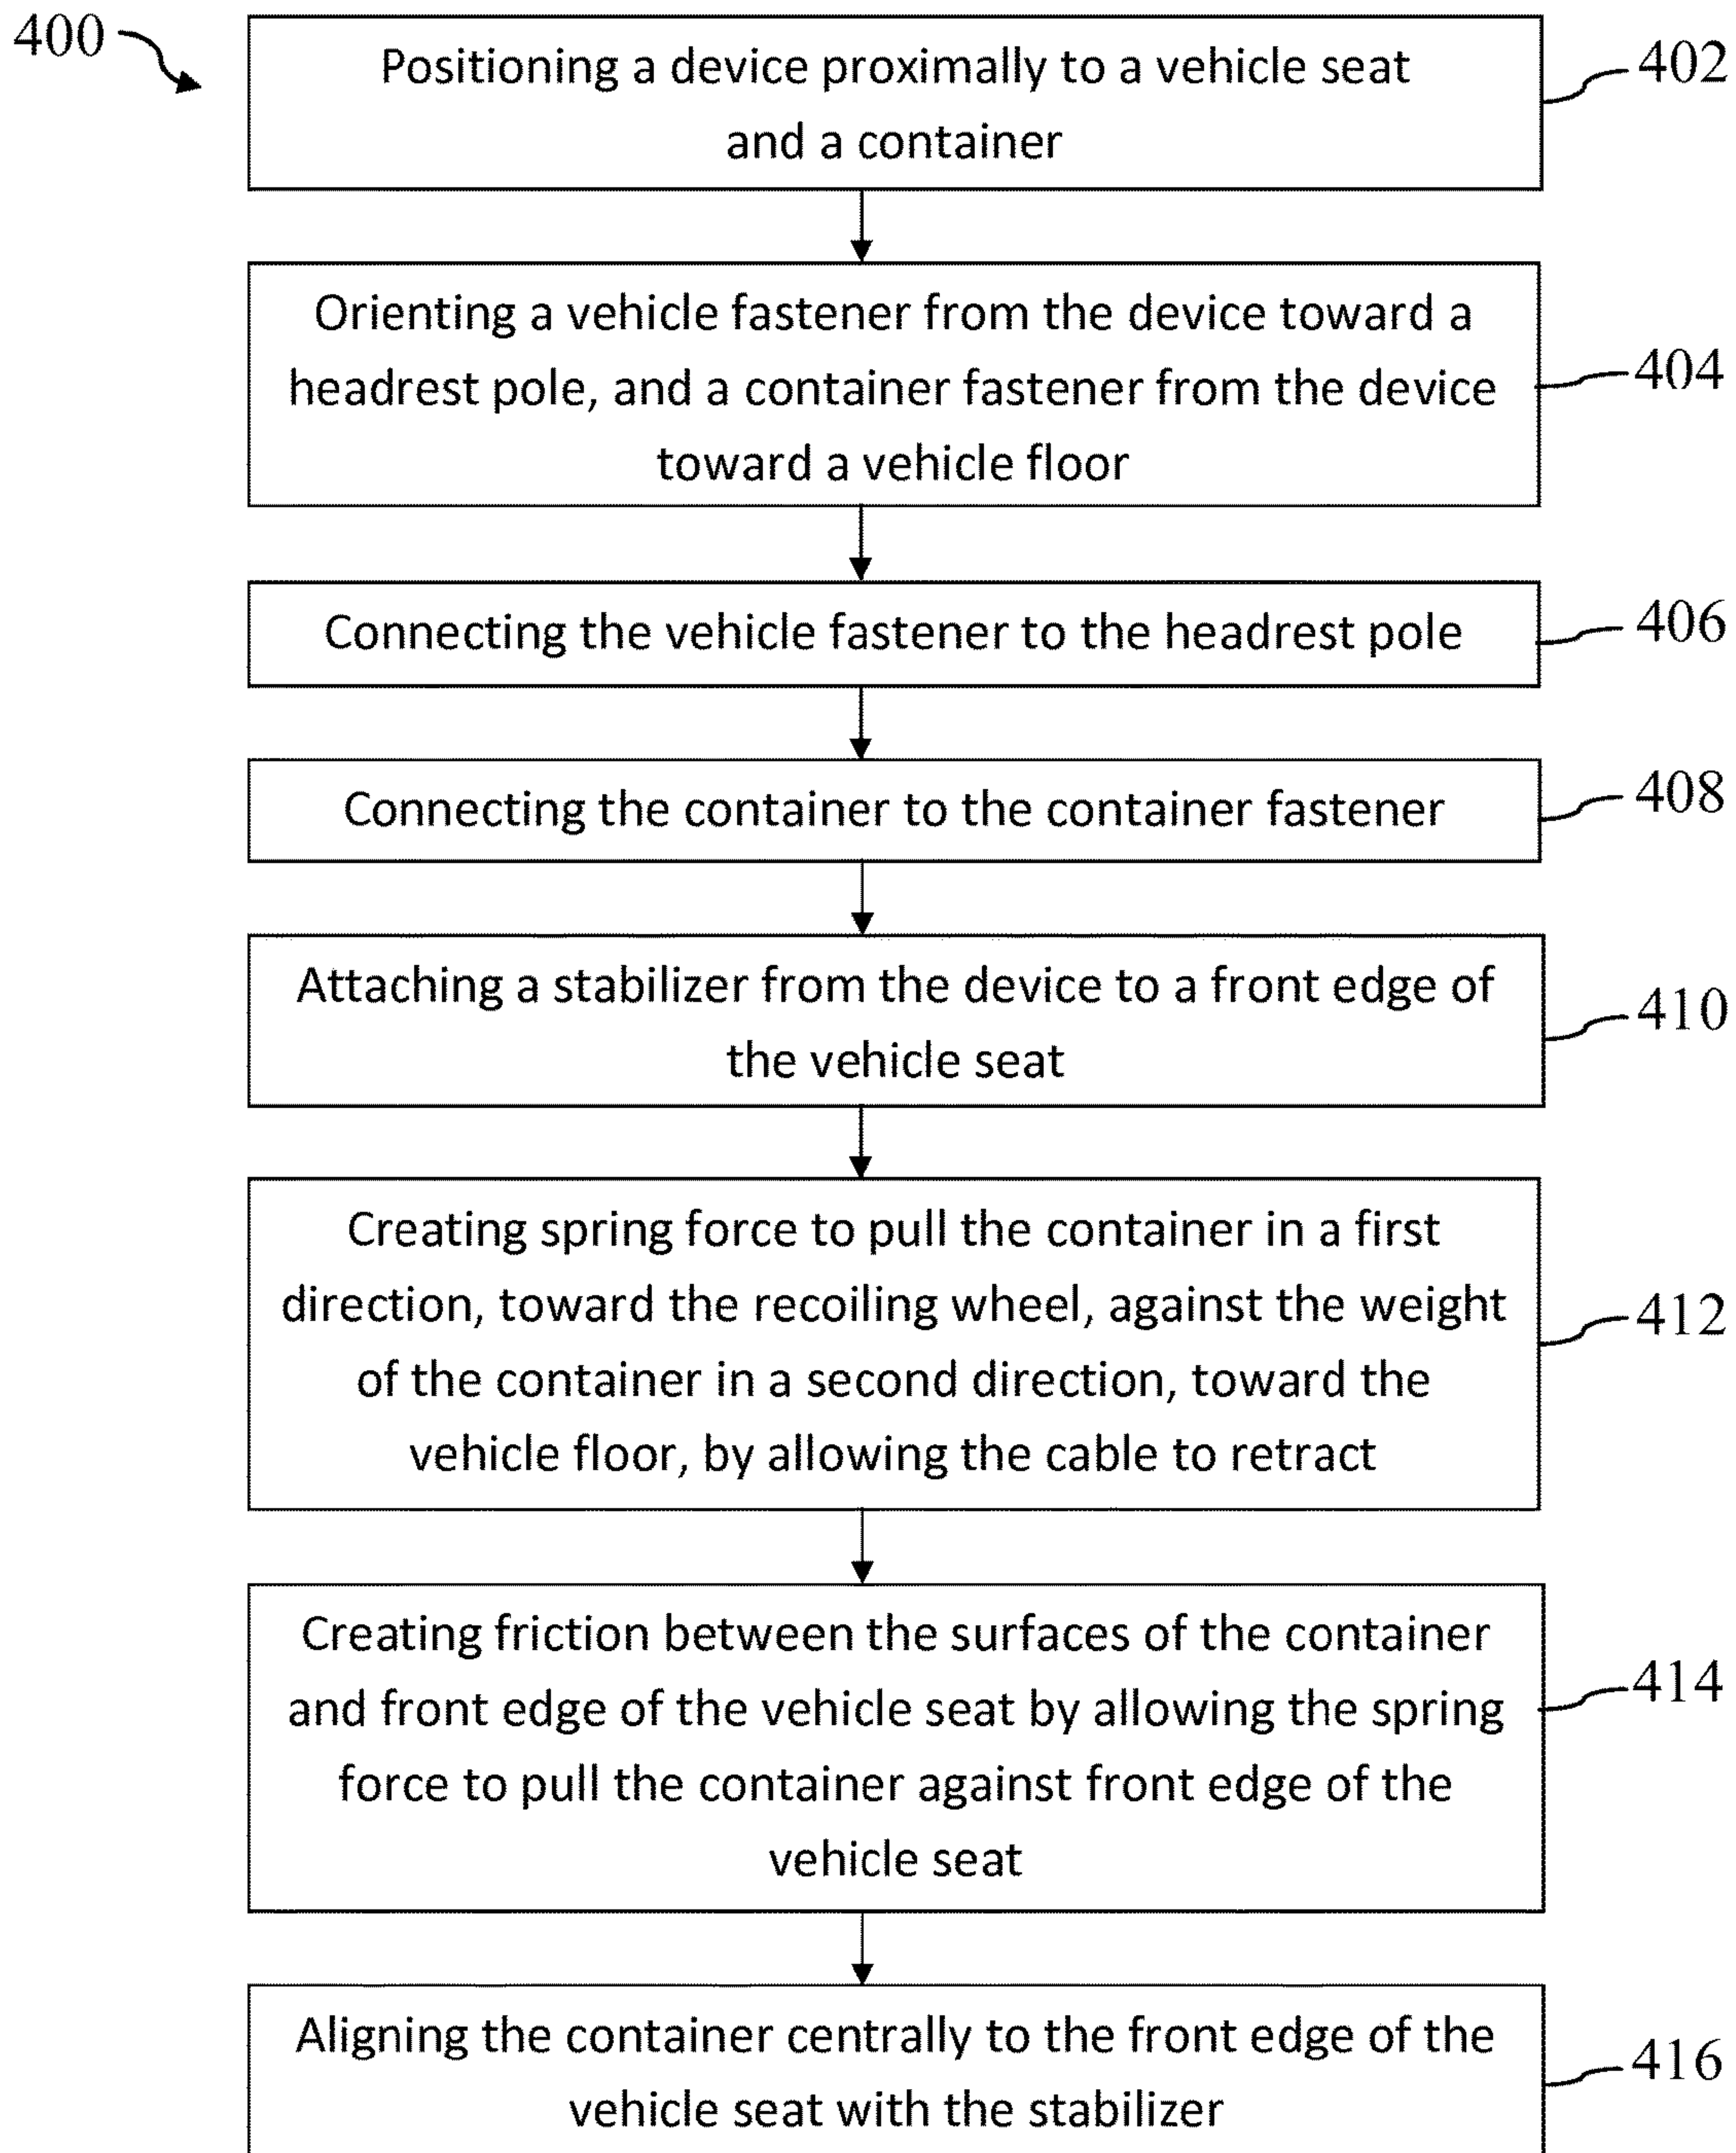 400
Positioning a device proximally to a vehicle seat
and a container
402
Orienting a vehicle fastener from the device toward a
headrest pole, and a container fastener from the device
toward a vehicle floor
404
Connecting the vehicle fastener to the headrest pole
406
Connecting the container to the container fastener
408
Attaching a stabilizer from the device to a front edge of
the vehicle seat
410
Creating spring force to pull the container in a first
direction, toward the recoiling wheel, against the weight
of the container in a second direction, toward the
vehicle floor, by allowing the cable to retract
412
Creating friction between the surfaces of the container
and front edge of the vehicle seat by allowing the spring
force to pull the container against front edge of the
vehicle seat
414
Aligning the container centrally to the front edge of the
vehicle seat with the stabilizer
416